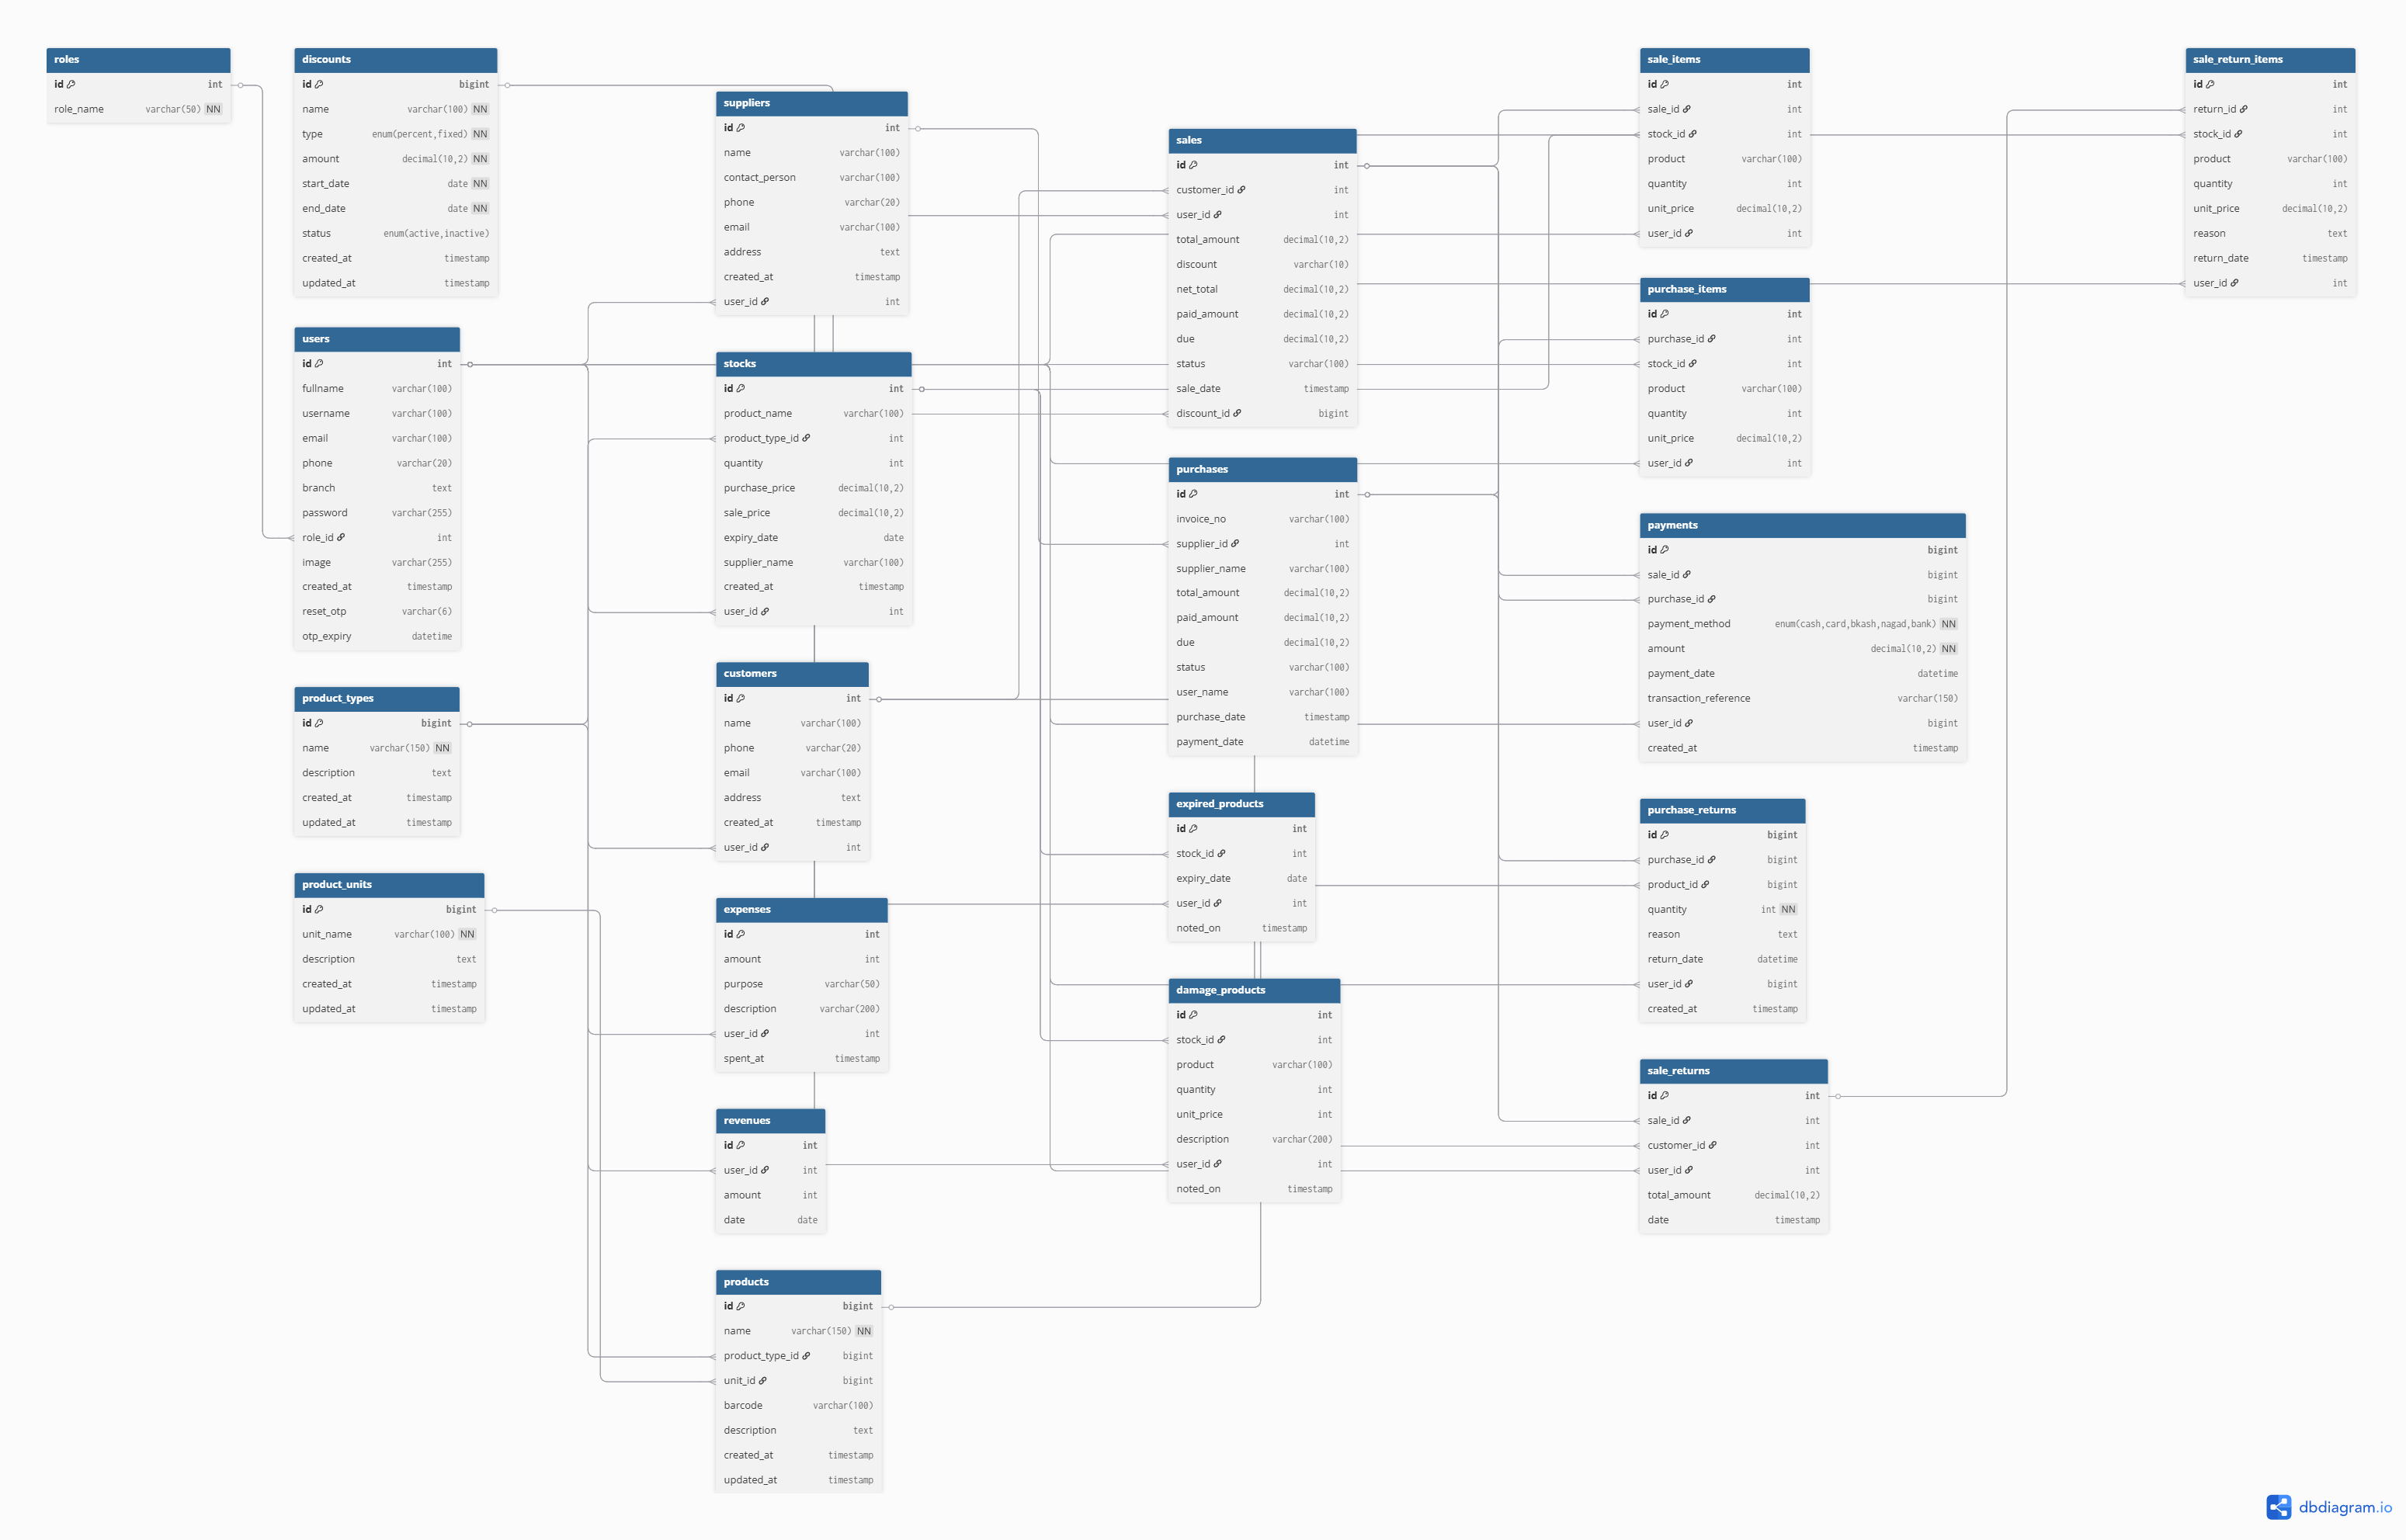 roles
id int
role_name varchar(50) NN
discounts
id bigint
name varchar(100) NN
type enum(percent,fixed) NN
amount decimal(10,2) NN
start_date date NN
end_date date NN
status enum(active,inactive)
created_at timestamp
updated_at timestamp
users
id int
fullname varchar(100)
username varchar(100)
email varchar(100)
phone varchar(20)
branch text
password varchar(255)
role_id int
image varchar(255)
created_at timestamp
reset_otp varchar(6)
otp_expiry datetime
product_types
id bigint
name varchar(150) NN
description text
created_at timestamp
updated_at timestamp
product_units
id bigint
unit_name varchar(100) NN
description text
created_at timestamp
updated_at timestamp
suppliers
id int
name varchar(100)
contact_person varchar(100)
phone varchar(20)
email varchar(100)
address text
created_at timestamp
user_id int
stocks
id int
product_name varchar(100)
product_type_id int
quantity int
purchase_price decimal(10,2)
sale_price decimal(10,2)
expiry_date date
supplier_name varchar(100)
created_at timestamp
user_id int
customers
id int
name varchar(100)
phone varchar(20)
email varchar(100)
address text
created_at timestamp
user_id int
expenses
id int
amount int
purpose varchar(50)
description varchar(200)
user_id int
spent_at timestamp
revenues
id int
user_id int
amount int
date date
products
id bigint
name varchar(150) NN
product_type_id bigint
unit_id bigint
barcode varchar(100)
description text
created_at timestamp
updated_at timestamp
sales
id int
customer_id int
user_id int
total_amount decimal(10,2)
discount varchar(10)
net_total decimal(10,2)
paid_amount decimal(10,2)
due decimal(10,2)
status varchar(100)
sale_date timestamp
discount_id bigint
purchases
id int
invoice_no varchar(100)
supplier_id int
supplier_name varchar(100)
total_amount decimal(10,2)
paid_amount decimal(10,2)
due decimal(10,2)
status varchar(100)
user_name varchar(100)
purchase_date timestamp
payment_date datetime
expired_products
id int
stock_id int
expiry_date date
user_id int
noted_on timestamp
damage_products
id int
stock_id int
product varchar(100)
quantity int
unit_price int
description varchar(200)
user_id int
noted_on timestamp
sale_items
id int
sale_id int
stock_id int
product varchar(100)
quantity int
unit_price decimal(10,2)
user_id int
purchase_items
id int
purchase_id int
stock_id int
product varchar(100)
quantity int
unit_price decimal(10,2)
user_id int
payments
id bigint
sale_id bigint
purchase_id bigint
payment_method enum(cash,card,bkash,nagad,bank) NN
amount decimal(10,2) NN
payment_date datetime
transaction_reference varchar(150)
user_id bigint
created_at timestamp
purchase_returns
id bigint
purchase_id bigint
product_id bigint
quantity int NN
reason text
return_date datetime
user_id bigint
created_at timestamp
sale_returns
id int
sale_id int
customer_id int
user_id int
total_amount decimal(10,2)
date timestamp
sale_return_items
id int
return_id int
stock_id int
product varchar(100)
quantity int
unit_price decimal(10,2)
reason text
return_date timestamp
user_id int
dbdiagram.io